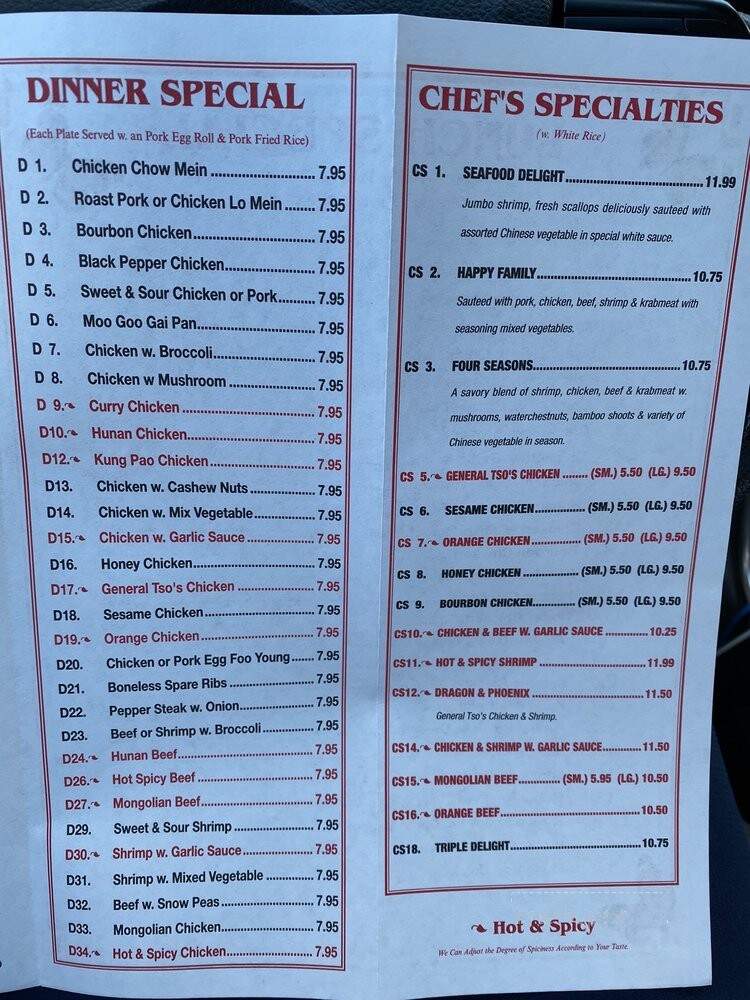 DINNER SPECIAL
(Each Plate Served w. an Pork Egg Roll & Pork Fried Rice)
D 1. Chicken Chow Mein ........................ 7.95
D 2. Roast Pork or Chicken Lo Mein ....... 7.95
D 3. Bourbon Chicken............................ 7.95
D 4. Black Pepper Chicken..................... 7.95
D 5. Sweet & Sour Chicken or Pork......... 7.95
D 6. Moo Goo Gai Pan........................... 7.95
D 7. Chicken w. Broccoli........................ 7.95
D 8. Chicken w Mushroom ..................... 7.95
D 9. Curry Chicken ................................ 7.95
D10. Hunan Chicken.............................. 7.95
D12. Kung Pao Chicken......................... 7.95
D13. Chicken w. Cashew Nuts................ 7.95
D14. Chicken w. Mix Vegetable............... 7.95
D15. Chicken w. Garlic Sauce ................ 7.95
D16. Honey Chicken.............................. 7.95
D17. General Tso's Chicken ................... 7.95
D18. Sesame Chicken............................ 7.95
D19. Orange Chicken............................. 7.95
D20. Chicken or Pork Egg Foo Young...... 7.95
D21. Boneless Spare Ribs ...................... 7.95
D22. Pepper Steak w. Onion................... 7.95
D23. Beef or Shrimp w. Broccoli............. 7.95
D24. Hunan Beef.................................... 7.95
D26. Hot Spicy Beef ............................... 7.95
D27. Mongolian Beef.............................. 7.95
D29. Sweet & Sour Shrimp ..................... 7.95
D30. Shrimp w. Garlic Sauce.................. 7.95
D31. Shrimp w. Mixed Vegetable ............ 7.95
D32. Beef w. Snow Peas......................... 7.95
D33. Mongolian Chicken........................ 7.95
D34. Hot & Spicy Chicken....................... 7.95
CHEF'S SPECIALTIES
(w. White Rice)
CS 1. SEAFOOD DELIGHT........................................ 11.99
Jumbo shrimp, fresh scallops deliciously sauteed with
assorted Chinese vegetable in special white sauce.
CS 2. HAPPY FAMILY............................................. 10.75
Sauteed with pork, chicken, beef, shrimp & krabmeat with
seasoning mixed vegetables.
CS 3. FOUR SEASONS............................................ 10.75
A savory blend of shrimp, chicken, beef & krabmeat w.
mushrooms, waterchestnuts, bamboo shoots & variety of
Chinese vegetable in season.
CS 5. GENERAL TSO'S CHICKEN ........ (SM.) 5.50 (LG.) 9.50
CS 6. SESAME CHICKEN................ (SM.) 5.50 (LG.) 9.50
CS 7. ORANGE CHICKEN................ (SM.) 5.50 (LG.) 9.50
CS 8. HONEY CHICKEN ................. (SM.) 5.50 (LG.) 9.50
CS 9. BOURBON CHICKEN............. (SM.) 5.50 (LG.) 9.50
CS10. CHICKEN & BEEF W. GARLIC SAUCE ............. 10.25
CS11. HOT & SPICY SHRIMP ................................ 11.99
CS12. DRAGON & PHOENIX .................................. 11.50
General Tso's Chicken & Shrimp.
CS14. CHICKEN & SHRIMP W. GARLIC SAUCE............ 11.50
CS15. MONGOLIAN BEEF............. (SM.) 5.95 (LG.) 10.50
CS16. ORANGE BEEF........................................... 10.50
CS18. TRIPLE DELIGHT....................................... 10.75
Hot & Spicy
We Can Adjust the Degree of Spiciness According to Your Taste.